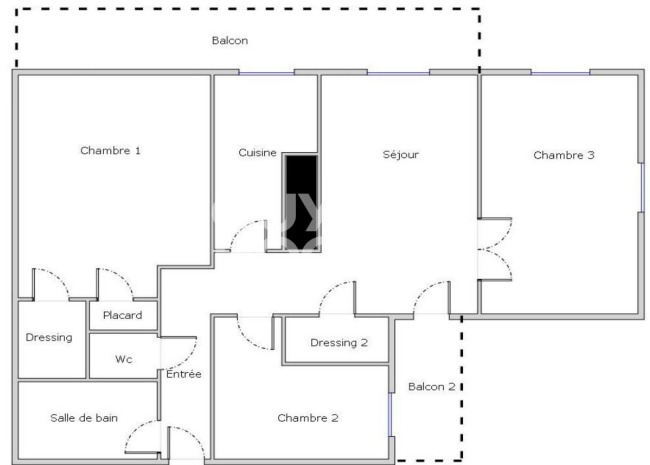 Balcon
Chambre 1
Cuisine
Séjour
Chambre 3
Placard
Dressing
Dressing 2
Wc
Entrée
Balcon 2
Salle de bain
Chambre 2